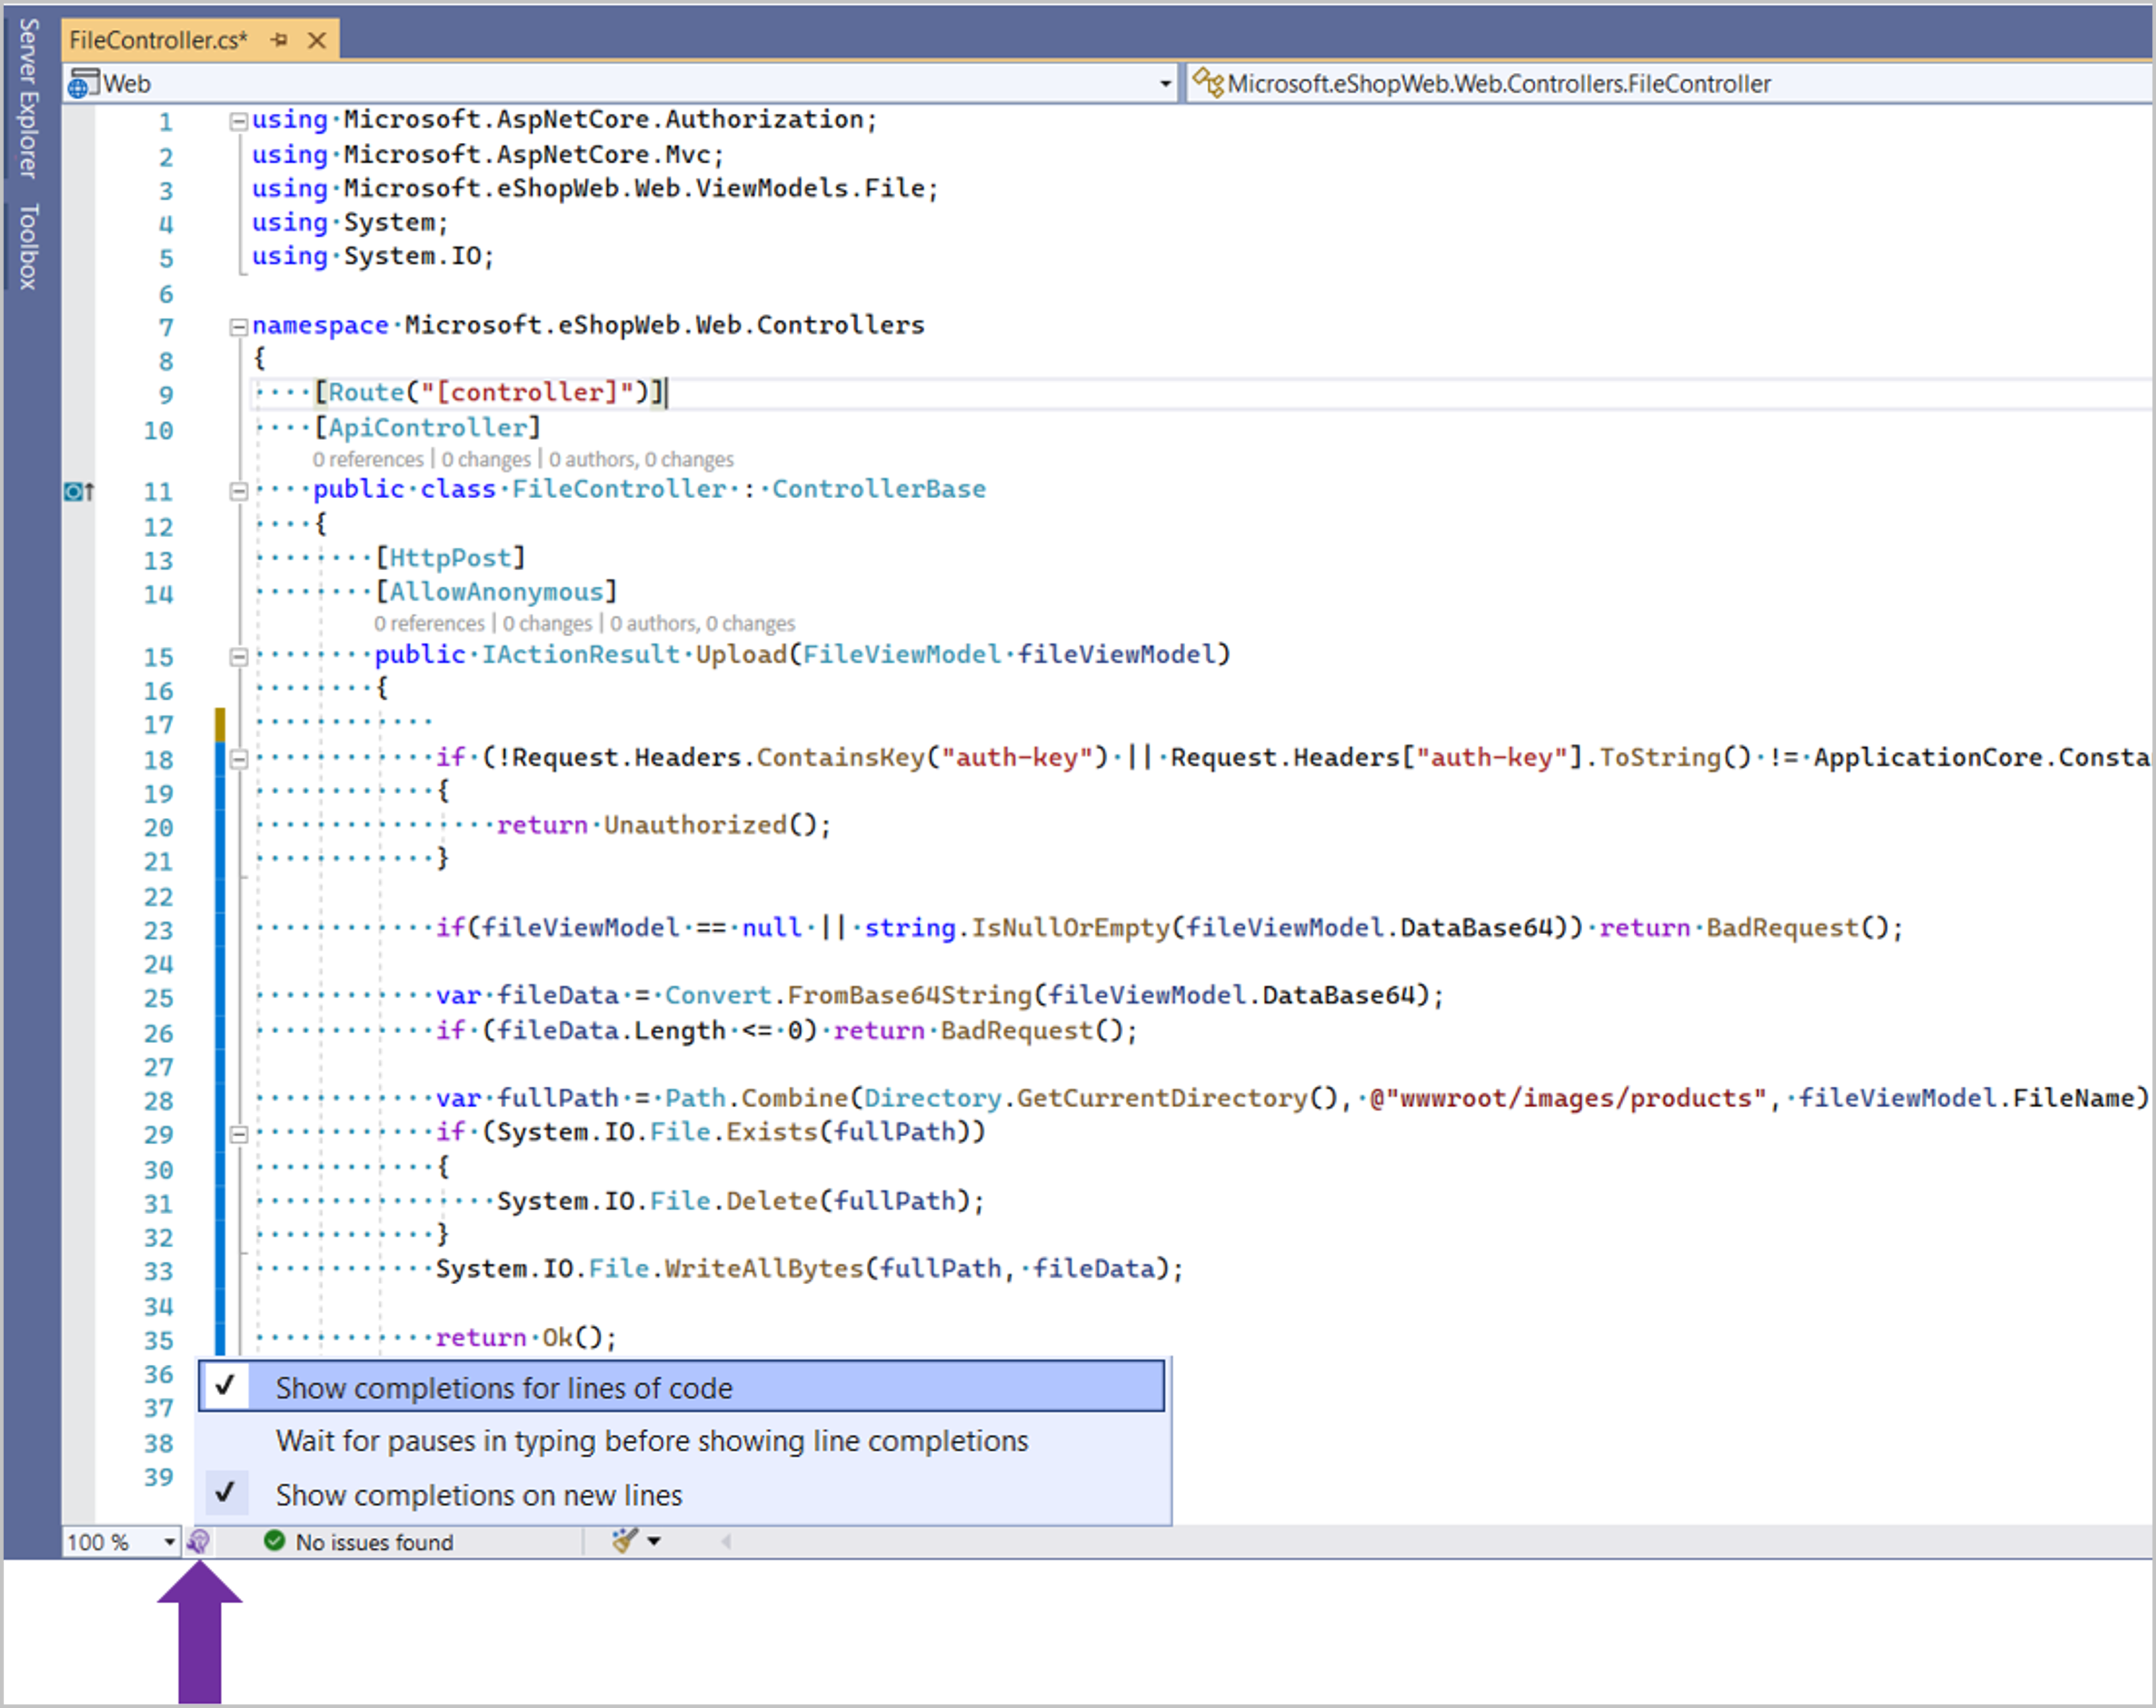 Server Explorer
Toolbox
FileController.cs*
Web
Microsoft.eShopWeb.Web.Controllers.FileController
1 using Microsoft.AspNetCore.Authorization;
2 using Microsoft.AspNetCore.Mvc;
3 using Microsoft.eShopWeb.Web.ViewModels.File;
4 using System;
5 using System.IO;
6
7 namespace Microsoft.eShopWeb.Web.Controllers
8 {
9 [Route("[controller]")]
10 [ApiController]
0 references | 0 changes | 0 authors, 0 changes
11 public class FileController : ControllerBase
12 {
13 [HttpPost]
14 [AllowAnonymous]
0 references | 0 changes | 0 authors, 0 changes
15 public IActionResult Upload(FileViewModel fileViewModel)
16 {
17
18 if (!Request.Headers.ContainsKey("auth-key") || Request.Headers["auth-key"].ToString() != ApplicationCore.Consta
19 {
20 return Unauthorized();
21 }
22
23 if(fileViewModel == null || string.IsNullOrEmpty(fileViewModel.DataBase64)) return BadRequest();
24
25 var fileData = Convert.FromBase64String(fileViewModel.DataBase64);
26 if (fileData.Length <= 0) return BadRequest();
27
28 var fullPath = Path.Combine(Directory.GetCurrentDirectory(), @"wwwroot/images/products", fileViewModel.FileName)
29 if (System.IO.File.Exists(fullPath))
30 {
31 System.IO.File.Delete(fullPath);
32 }
33 System.IO.File.WriteAllBytes(fullPath, fileData);
34
35 return Ok();
36
37
38
39
Show completions for lines of code
Wait for pauses in typing before showing line completions
Show completions on new lines
100 %
No issues found